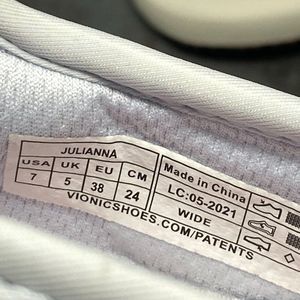 JULIANNA
USA UK EU CM
7 5 38 24
Made in China
LC:05-2021
WIDE
VIONICSHOES.COM/PATENTS